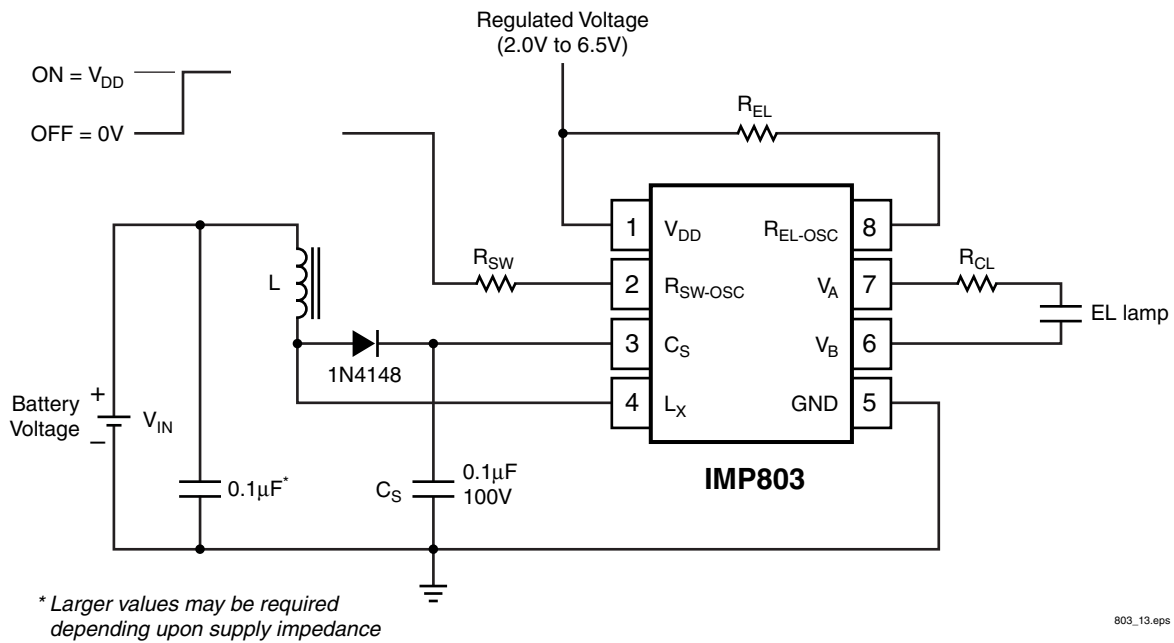 Regulated Voltage
(2.0V to 6.5V)
ON = VDD
OFF = 0V
REL
1 VDD
REL-OSC 8
RSW
2 RSW-OSC
VA 7
RCL
EL lamp
L
3 CS
VB 6
1N4148
4 LX
GND 5
Battery
Voltage
+
–
VIN
0.1μF*
CS
0.1μF
100V
IMP803
* Larger values may be required
depending upon supply impedance
803_13.eps